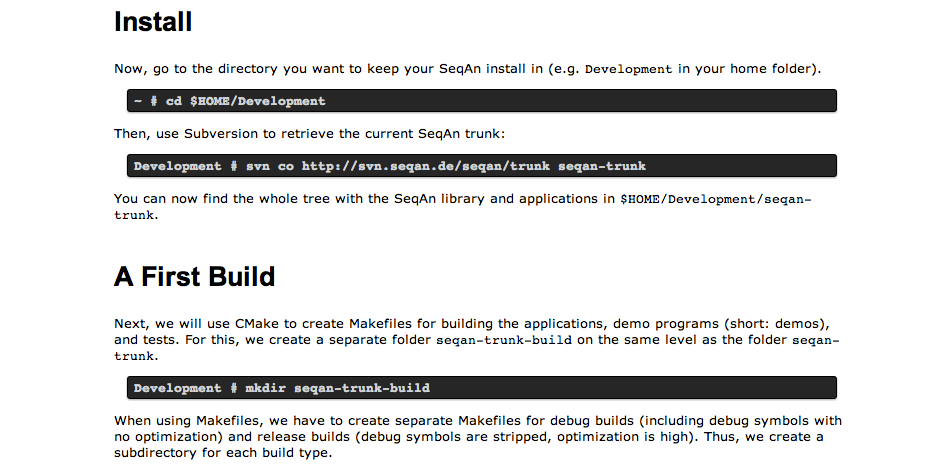 Install
Now, go to the directory you want to keep your SeqAn install in (e.g. Development in your home folder).
~ # cd $HOME/Development
Then, use Subversion to retrieve the current SeqAn trunk:
Development # svn co http://svn.seqan.de/seqan/trunk seqan-trunk
You can now find the whole tree with the SeqAn library and applications in $HOME/Development/seqan-
trunk.
A First Build
Next, we will use CMake to create Makefiles for building the applications, demo programs (short: demos),
and tests. For this, we create a separate folder seqan-trunk-build on the same level as the folder seqan-
trunk.
Development # mkdir seqan-trunk-build
When using Makefiles, we have to create separate Makefiles for debug builds (including debug symbols with
no optimization) and release builds (debug symbols are stripped, optimization is high). Thus, we create a
subdirectory for each build type.